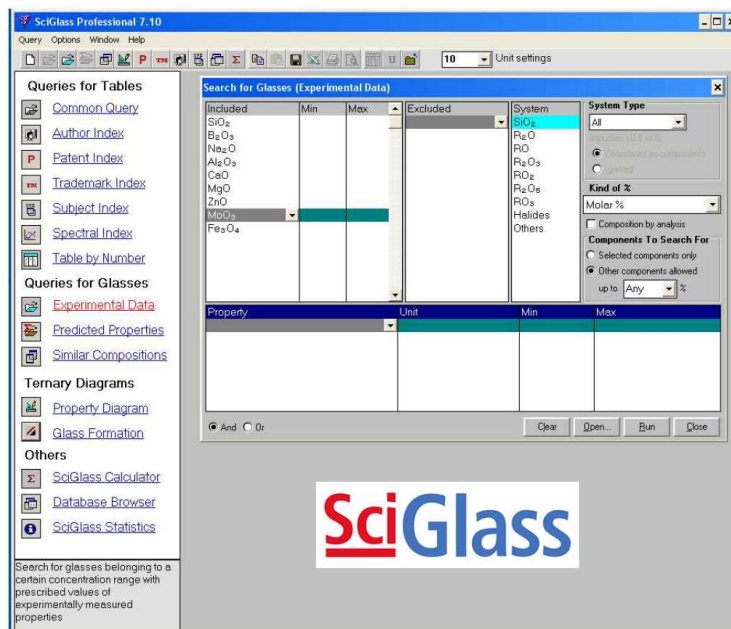 SciGlass Professional 7.10
Query Options Window Help
10 Unit settings
Queries for Tables
Common Query
Author Index
Patent Index
Trademark Index
Subject Index
Spectral Index
Table by Number
Queries for Glasses
Experimental Data
Predicted Properties
Similar Compositions
Ternary Diagrams
Property Diagram
Glass Formation
Others
SciGlass Calculator
Database Browser
SciGlass Statistics
Search for glasses belonging to a
certain concentration range with
prescribed values of
experimentally measured
properties
Search for Glasses (Experimental Data)
Included Min Max Excluded System
SiO₂
B₂O₃
Na₂O
Al₂O₃
CaO
MgO
ZnO
MoO₃
Fe₃O₄
SiO₂
R₂O
RO
R₂O₃
RO₂
R₂O₅
RO₃
Halides
Others
System Type
All
Considered as components
Ignored
Kind of %
Molar %
Composition by analysis
Components To Search For
Selected components only
Other components allowed
up to Any %
Property Unit Min Max
And Or
Clear Open... Run Close
SciGlass